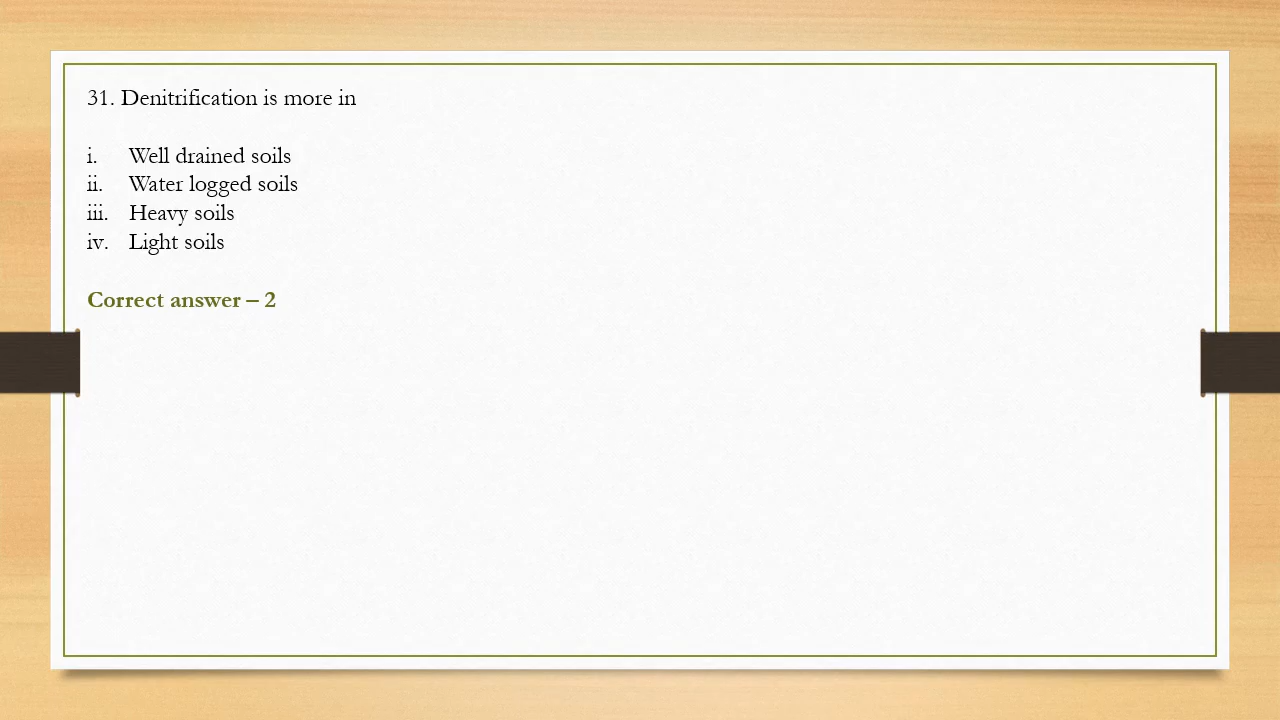 31. Denitrification is more in
i. Well drained soils
ii. Water logged soils
iii. Heavy soils
iv. Light soils
Correct answer – 2